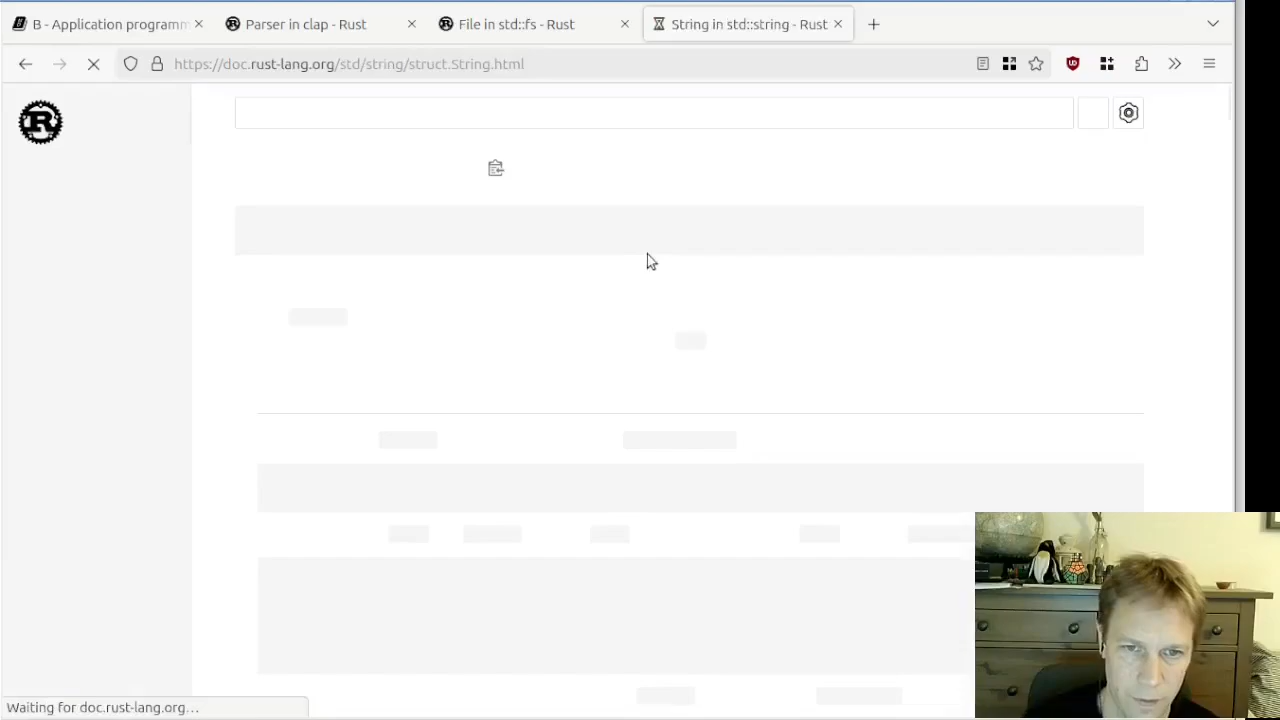 B - Application programm
Parser in clap - Rust
File in std::fs - Rust
String in std::string - Rust
https://doc.rust-lang.org/std/string/struct.String.html
R
Waiting for doc.rust-lang.org...